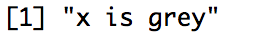 [1] "x is grey"